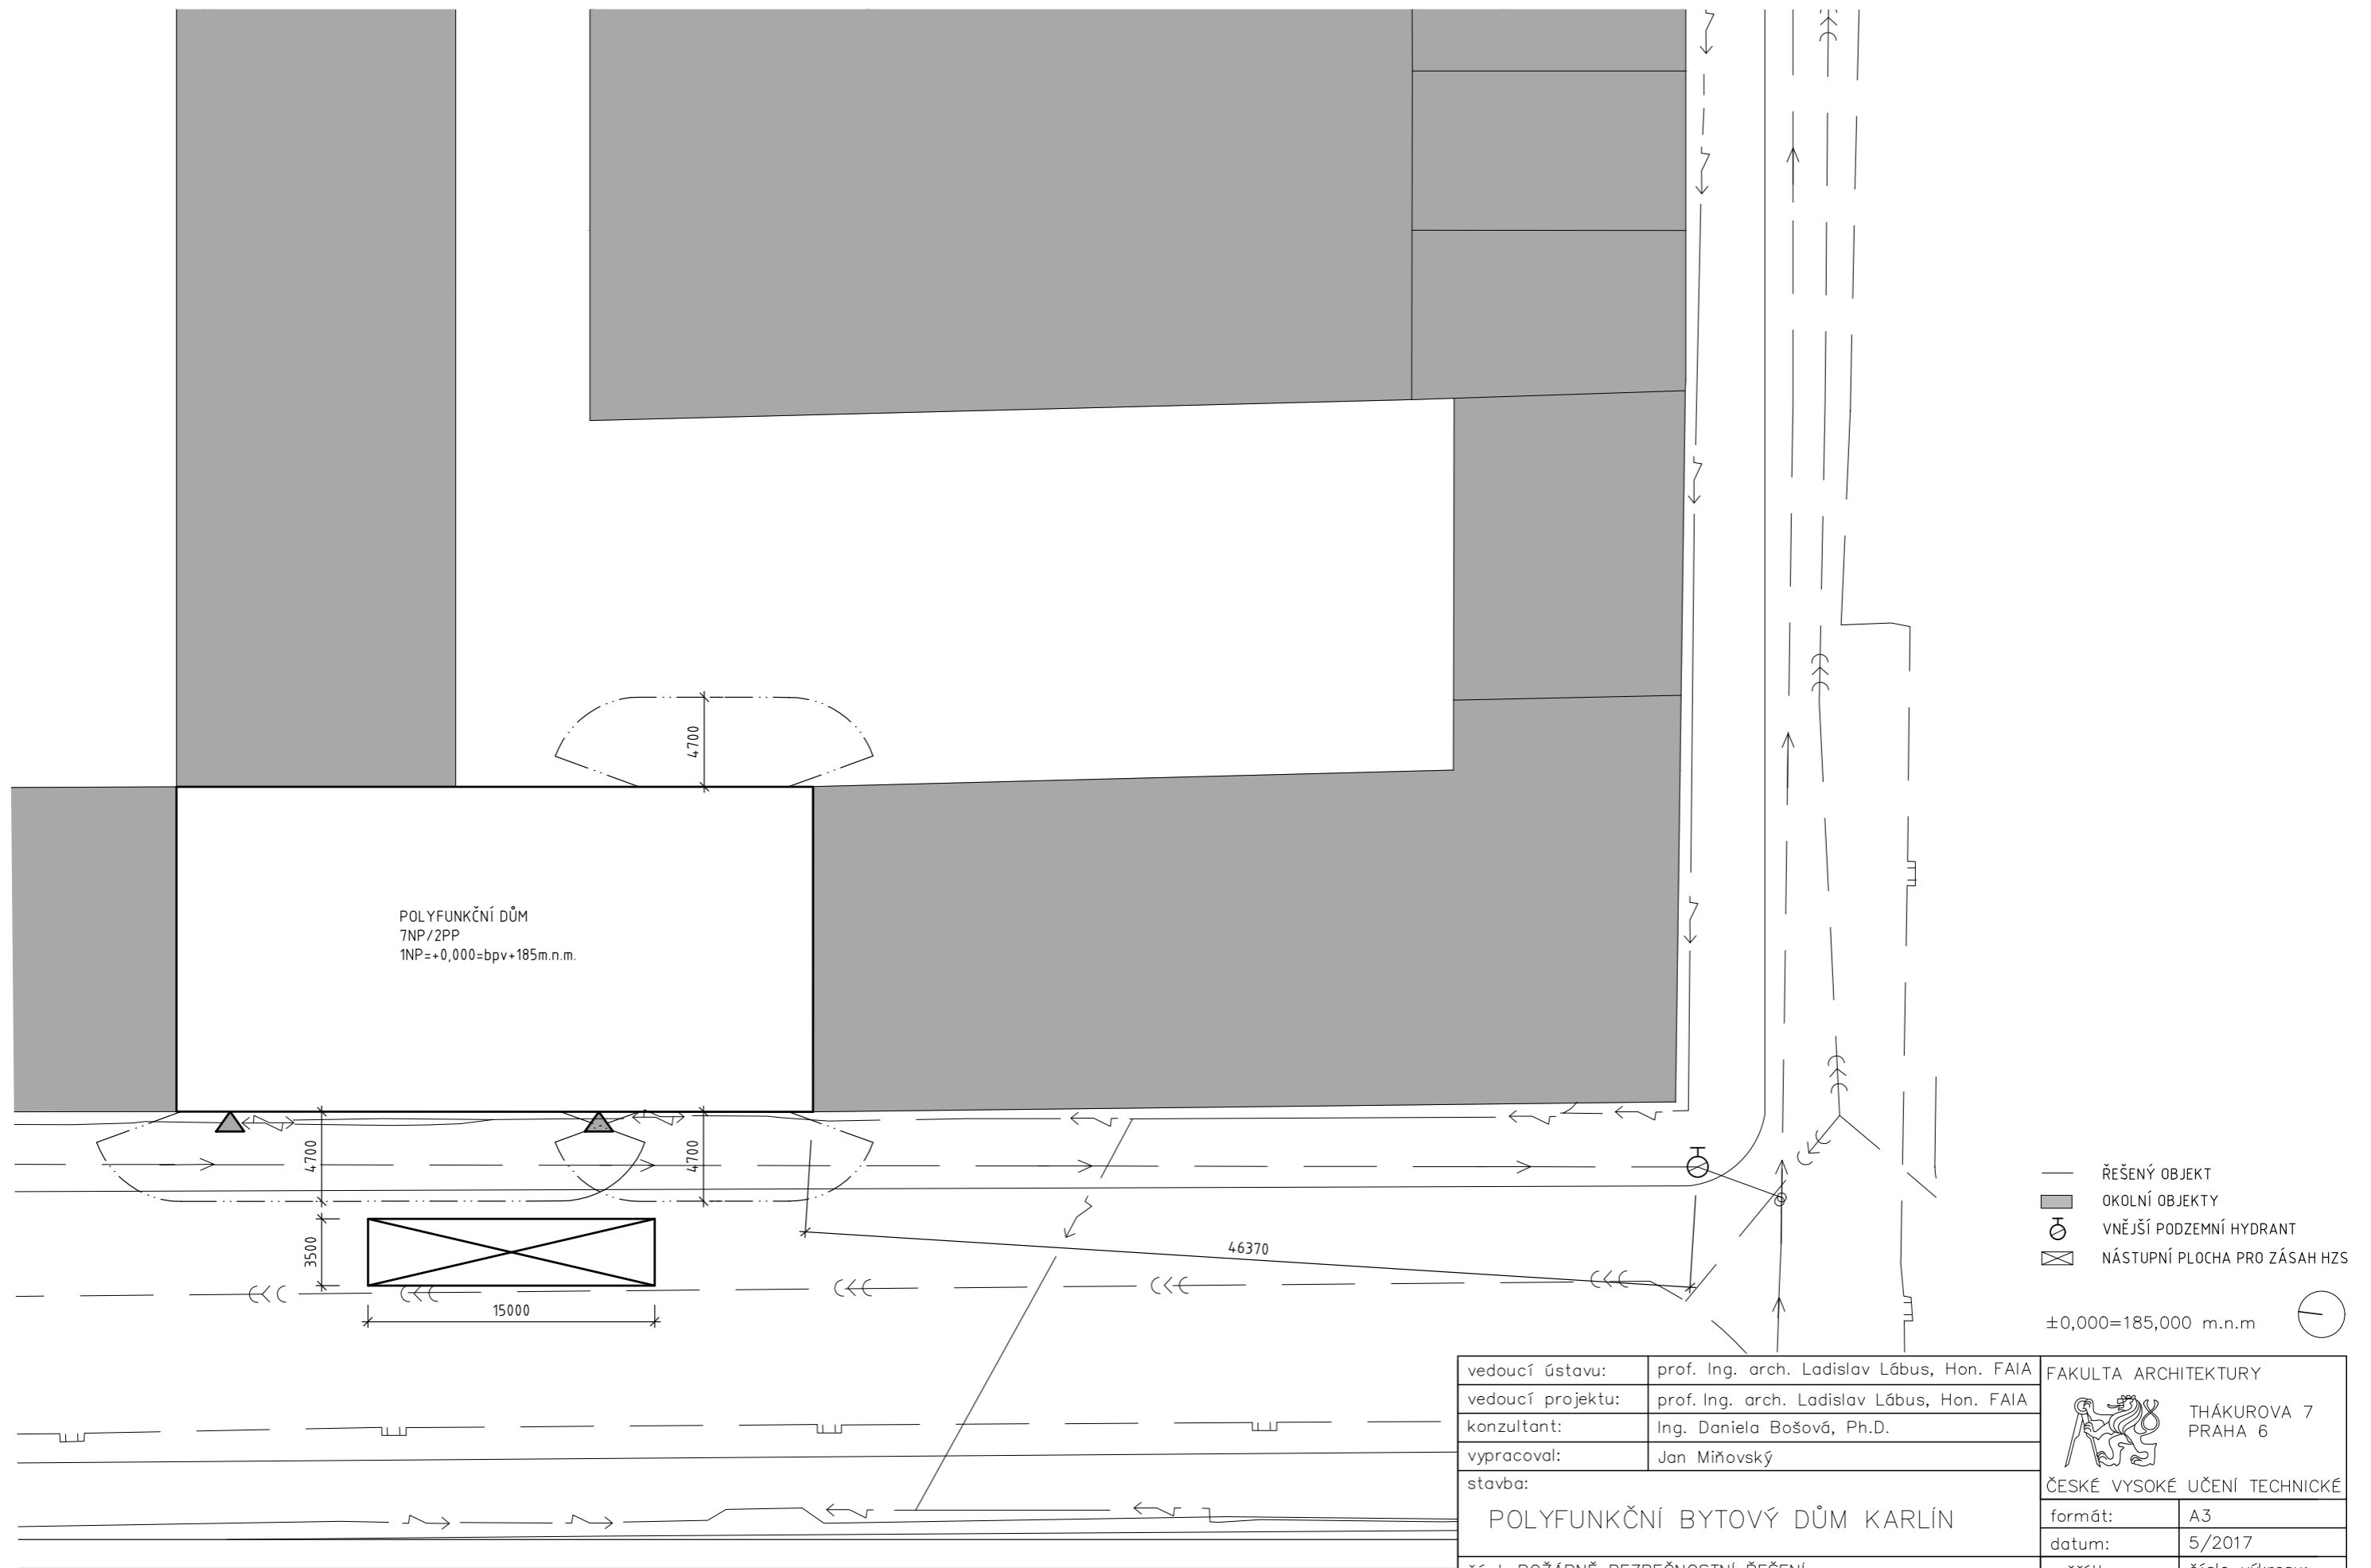 4700
POLYFUNKČNÍ DŮM
7NP/2PP
1NP=+0,000=bpv+185m.n.m.
4700
4700
3500
15000
46370
ŘEŠENÝ OBJEKT
OKOLNÍ OBJEKTY
VNĚJŠÍ PODZEMNÍ HYDRANT
NÁSTUPNÍ PLOCHA PRO ZÁSAH HZS
±0,000=185,000 m.n.m
vedoucí ústavu: prof. Ing. arch. Ladislav Lábus, Hon. FAIA
vedoucí projektu: prof. Ing. arch. Ladislav Lábus, Hon. FAIA
konzultant: Ing. Daniela Bošová, Ph.D.
vypracoval: Jan Miňovský
stavba:
POLYFUNKČNÍ BYTOVÝ DŮM KARLÍN
FAKULTA ARCHITEKTURY
THÁKUROVA 7
PRAHA 6
ČESKÉ VYSOKÉ UČENÍ TECHNICKÉ
formát: A3
datum: 5/2017
POŽÁRNĚ BEZPEČNOSTNÍ ŘEŠENÍ